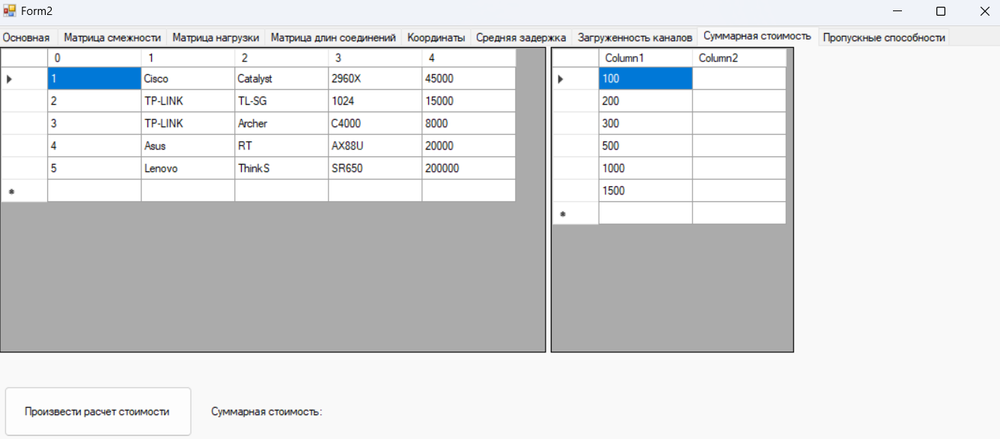 Form2
Основная Матрица смежности Матрица нагрузки Матрица длин соединений Координаты Средняя задержка Загруженность каналов Суммарная стоимость Пропускные способности
0 1 2 3 4 Column1 Column2
1 Cisco Catalyst 2960X 45000 100
2 TP-LINK TL-SG 1024 15000 200
3 TP-LINK Archer C4000 8000 300
4 Asus RT AX88U 20000 500
5 Lenovo ThinkS SR650 200000 1000
1500
Произвести расчет стоимости Суммарная стоимость: